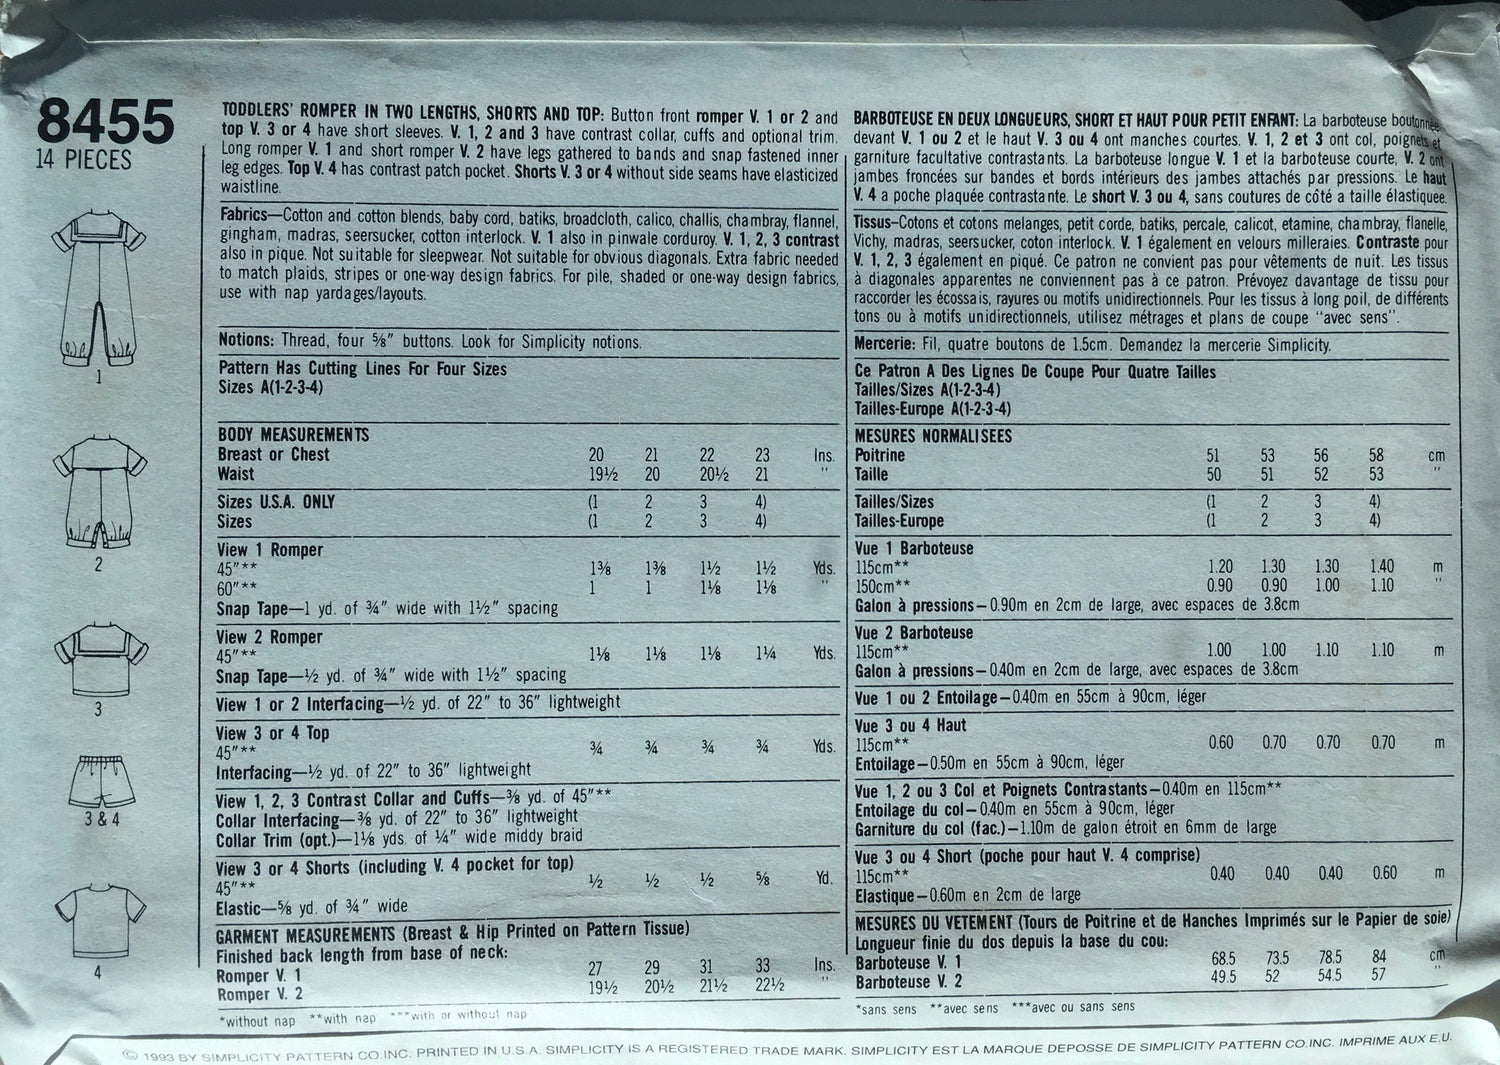 8455
14 PIECES
1
2
3
3 & 4
4
TODDLERS' ROMPER IN TWO LENGTHS, SHORTS AND TOP: Button front romper V. 1 or 2 and
top V. 3 or 4 have short sleeves. V. 1, 2 and 3 have contrast collar, cuffs and optional trim.
Long romper V. 1 and short romper V. 2 have legs gathered to bands and snap fastened inner
leg edges. Top V. 4 has contrast patch pocket. Shorts V. 3 or 4 without side seams have elasticized
waistline.
Fabrics—Cotton and cotton blends, baby cord, batiks, broadcloth, calico, challis, chambray, flannel,
gingham, madras, seersucker, cotton interlock. V. 1 also in pinwale corduroy. V. 1, 2, 3 contrast
also in pique. Not suitable for sleepwear. Not suitable for obvious diagonals. Extra fabric needed
to match plaids, stripes or one-way design fabrics. For pile, shaded or one-way design fabrics,
use with nap yardages/layouts.
Notions: Thread, four ⅝" buttons. Look for Simplicity notions.
Pattern Has Cutting Lines For Four Sizes
Sizes A(1-2-3-4)
BODY MEASUREMENTS
Breast or Chest 20 21 22 23 Ins.
Waist 19½ 20 20½ 21 "
Sizes U.S.A. ONLY (1 2 3 4)
Sizes (1 2 3 4)
View 1 Romper
45"** 1⅜ 1⅜ 1½ 1½ Yds.
60"** 1 1 1⅛ 1⅛ "
Snap Tape—1 yd. of ¾" wide with 1½" spacing
View 2 Romper
45"** 1⅛ 1⅛ 1⅛ 1¼ Yds.
Snap Tape—½ yd. of ¾" wide with 1½" spacing
View 1 or 2 Interfacing—½ yd. of 22" to 36" lightweight
View 3 or 4 Top
45"** ¾ ¾ ¾ ¾ Yds.
Interfacing—½ yd. of 22" to 36" lightweight
View 1, 2, 3 Contrast Collar and Cuffs—⅜ yd. of 45"**
Collar Interfacing—⅜ yd. of 22" to 36" lightweight
Collar Trim (opt.)—1⅛ yds. of ¼" wide middy braid
View 3 or 4 Shorts (including V. 4 pocket for top)
45"** ½ ½ ½ ⅝ Yd.
Elastic—⅝ yd. of ¾" wide
GARMENT MEASUREMENTS (Breast & Hip Printed on Pattern Tissue)
Finished back length from base of neck:
Romper V. 1 27 29 31 33 Ins.
Romper V. 2 19½ 20½ 21½ 22½ "
*without nap **with nap ***with or without nap
BARBOTEUSE EN DEUX LONGUEURS, SHORT ET HAUT POUR PETIT ENFANT: La barboteuse boutonnée
devant V. 1 ou 2 et le haut V. 3 ou 4 ont manches courtes. V. 1, 2 et 3 ont col, poignets et
garniture facultative contrastants. La barboteuse longue V. 1 et la barboteuse courte, V. 2 ont
jambes froncées sur bandes et bords intérieurs des jambes attachés par pressions. Le haut
V. 4 a poche plaquée contrastante. Le short V. 3 ou 4, sans coutures de côté a taille élastiquée.
Tissus—Cotons et cotons melanges, petit corde, batiks, percale, calicot, etamine, chambray, flanelle,
Vichy, madras, seersucker, coton interlock. V. 1 également en velours milleraies. Contraste pour
V. 1, 2, 3 également en piqué. Ce patron ne convient pas pour vêtements de nuit. Les tissus
à diagonales apparentes ne conviennent pas à ce patron. Prévoyez davantage de tissu pour
raccorder les écossais, rayures ou motifs unidirectionnels. Pour les tissus à long poil, de différents
tons ou à motifs unidirectionnels, utilisez métrages et plans de coupe "avec sens".
Mercerie: Fil, quatre boutons de 1.5cm. Demandez la mercerie Simplicity.
Ce Patron A Des Lignes De Coupe Pour Quatre Tailles
Tailles/Sizes A(1-2-3-4)
Tailles-Europe A(1-2-3-4)
MESURES NORMALISEES
Poitrine 51 53 56 58 cm
Taille 50 51 52 53 "
Tailles/Sizes (1 2 3 4)
Tailles-Europe (1 2 3 4)
Vue 1 Barboteuse
115cm** 1.20 1.30 1.30 1.40 m
150cm** 0.90 0.90 1.00 1.10 "
Galon à pressions—0.90m en 2cm de large, avec espaces de 3.8cm
Vue 2 Barboteuse
115cm** 1.00 1.00 1.10 1.10 m
Galon à pressions—0.40m en 2cm de large, avec espaces de 3.8cm
Vue 1 ou 2 Entoilage—0.40m en 55cm à 90cm, léger
Vue 3 ou 4 Haut
115cm** 0.60 0.70 0.70 0.70 m
Entoilage—0.50m en 55cm à 90cm, léger
Vue 1, 2 ou 3 Col et Poignets Contrastants—0.40m en 115cm**
Entoilage du col—0.40m en 55cm à 90cm, léger
Garniture du col (fac.)—1.10m de galon étroit en 6mm de large
Vue 3 ou 4 Short (poche pour haut V. 4 comprise)
115cm** 0.40 0.40 0.40 0.60 m
Elastique—0.60m en 2cm de large
MESURES DU VETEMENT (Tours de Poitrine et de Hanches Imprimés sur le Papier de soie)
Longueur finie du dos depuis la base du cou:
Barboteuse V. 1 68.5 73.5 78.5 84 cm
Barboteuse V. 2 49.5 52 54.5 57 "
*sans sens **avec sens ***avec ou sans sens
© 1993 BY SIMPLICITY PATTERN CO.INC. PRINTED IN U.S.A. SIMPLICITY IS A REGISTERED TRADE MARK. SIMPLICITY EST LA MARQUE DEPOSSE DE SIMPLICITY PATTERN CO.INC. IMPRIME AUX E.U.